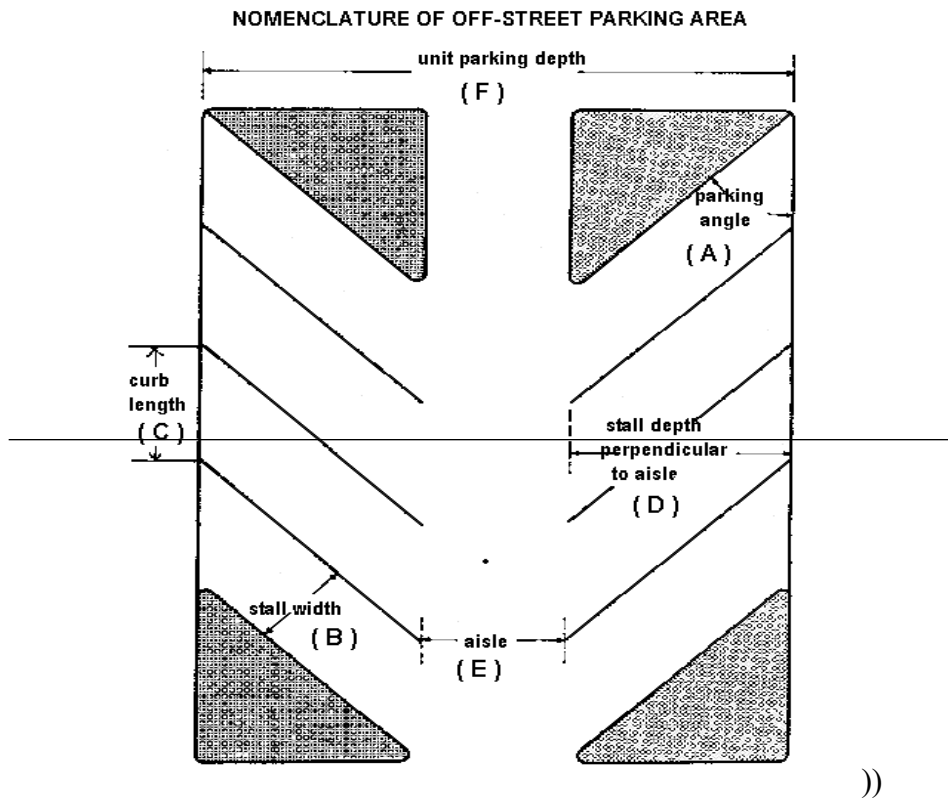 NOMENCLATURE OF OFF-STREET PARKING AREA
unit parking depth
( F )
parking
angle
( A )
curb
length
( C )
stall depth
perpendicular
to aisle
( D )
stall width
( B )
aisle
( E )
))